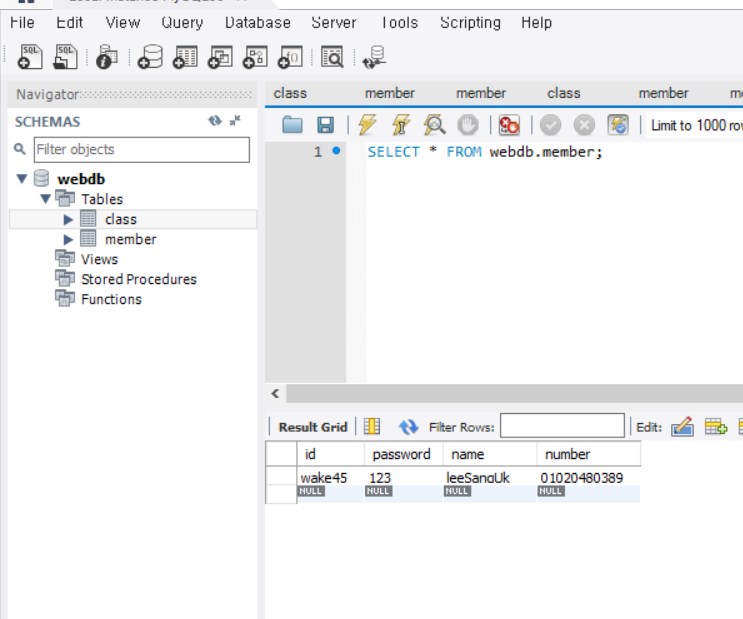 File Edit View Query Database Server Tools Scripting Help
SQL SQL
Navigator
SCHEMAS
Filter objects
webdb
Tables
class
member
Views
Stored Procedures
Functions
class member member class member
Limit to 1000 row
1 SELECT * FROM webdb.member;
Result Grid Filter Rows: Edit:
id password name number
wake45 123 leeSangUk 01020480389
NULL NULL NULL NULL